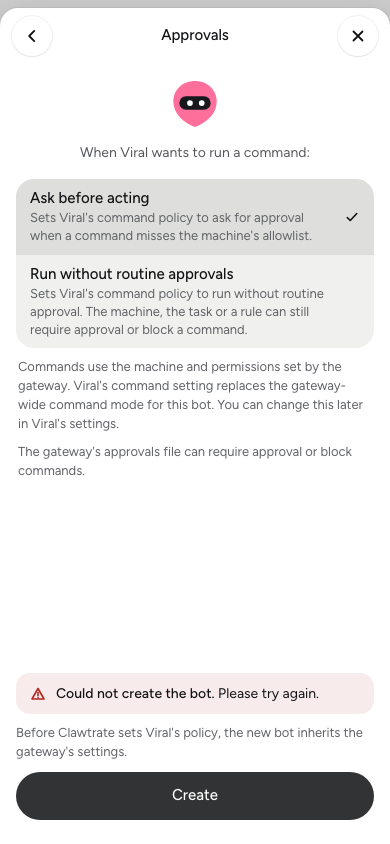 Approvals
When Viral wants to run a command:
Ask before acting
Sets Viral's command policy to ask for approval
when a command misses the machine's allowlist.
Run without routine approvals
Sets Viral's command policy to run without routine
approval. The machine, the task or a rule can still
require approval or block a command.
Commands use the machine and permissions set by the
gateway. Viral's command setting replaces the gateway-
wide command mode for this bot. You can change this later
in Viral's settings.
The gateway's approvals file can require approval or block
commands.
Could not create the bot. Please try again.
Before Clawtrate sets Viral's policy, the new bot inherits the
gateway's settings.
Create